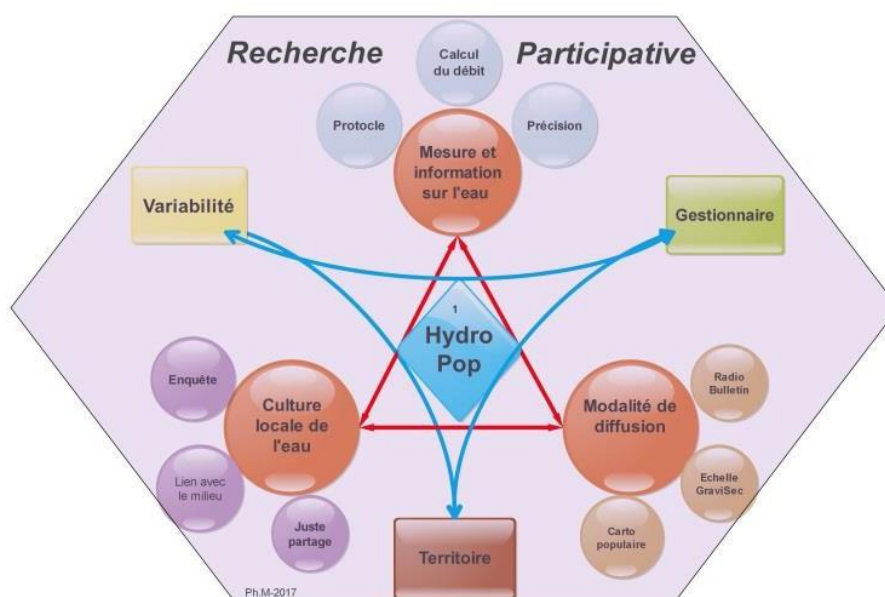 Recherche
Participative
Calcul
du débit
Protocle
Précision
Mesure et
information
sur l'eau
Variabilité
Gestionnaire
1
Hydro
Pop
Enquête
Culture
locale de
l'eau
Lien avec
le milieu
Juste
partage
Modalité de
diffusion
Radio
Bulletin
Echelle
GraviSec
Carto
populaire
Territoire
Ph.M-2017